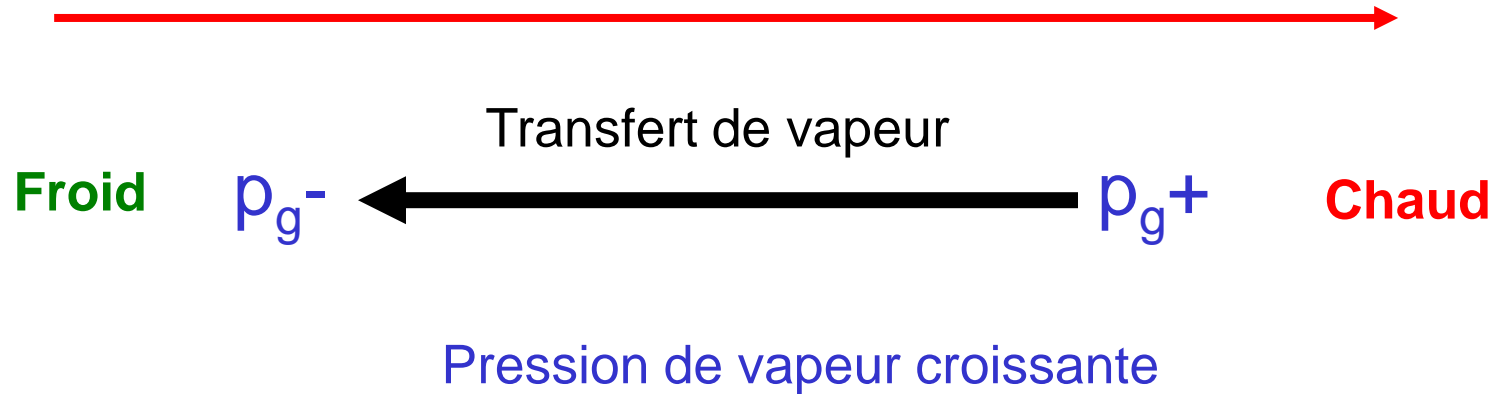 Transfert de vapeur
Froid pg- pg+ Chaud
Pression de vapeur croissante